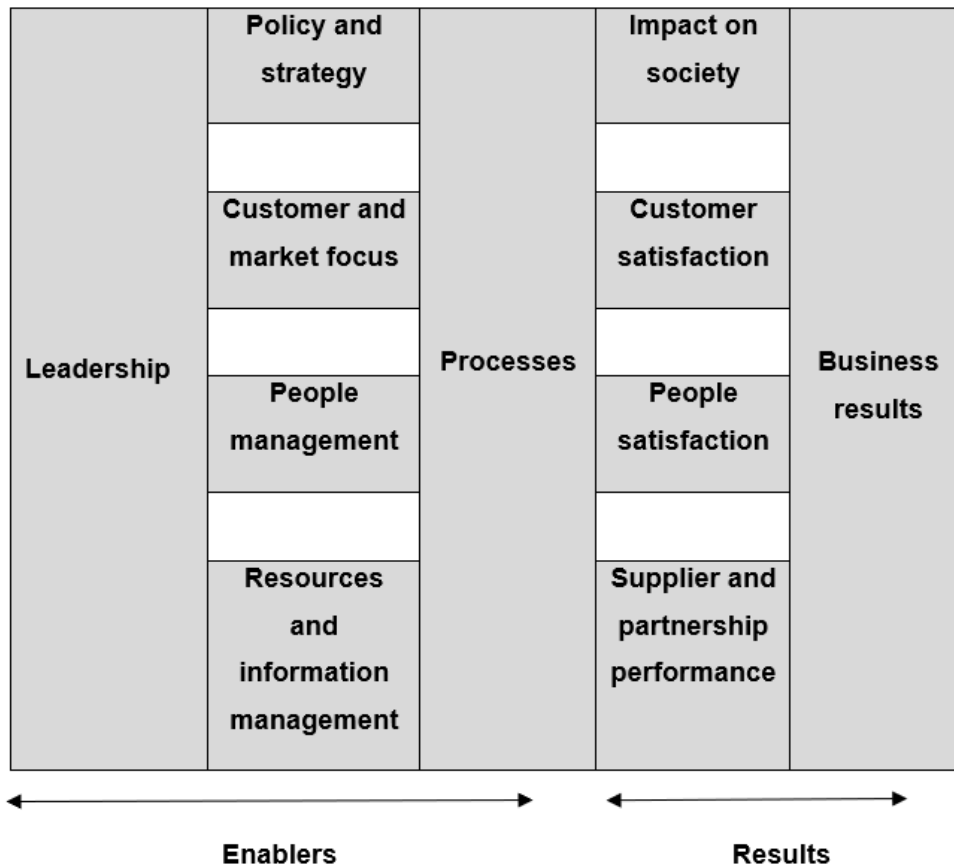 Leadership
Policy and
strategy
Customer and
market focus
People
management
Resources
and
information
management
Processes
Impact on
society
Customer
satisfaction
People
satisfaction
Supplier and
partnership
performance
Business
results
Enablers
Results